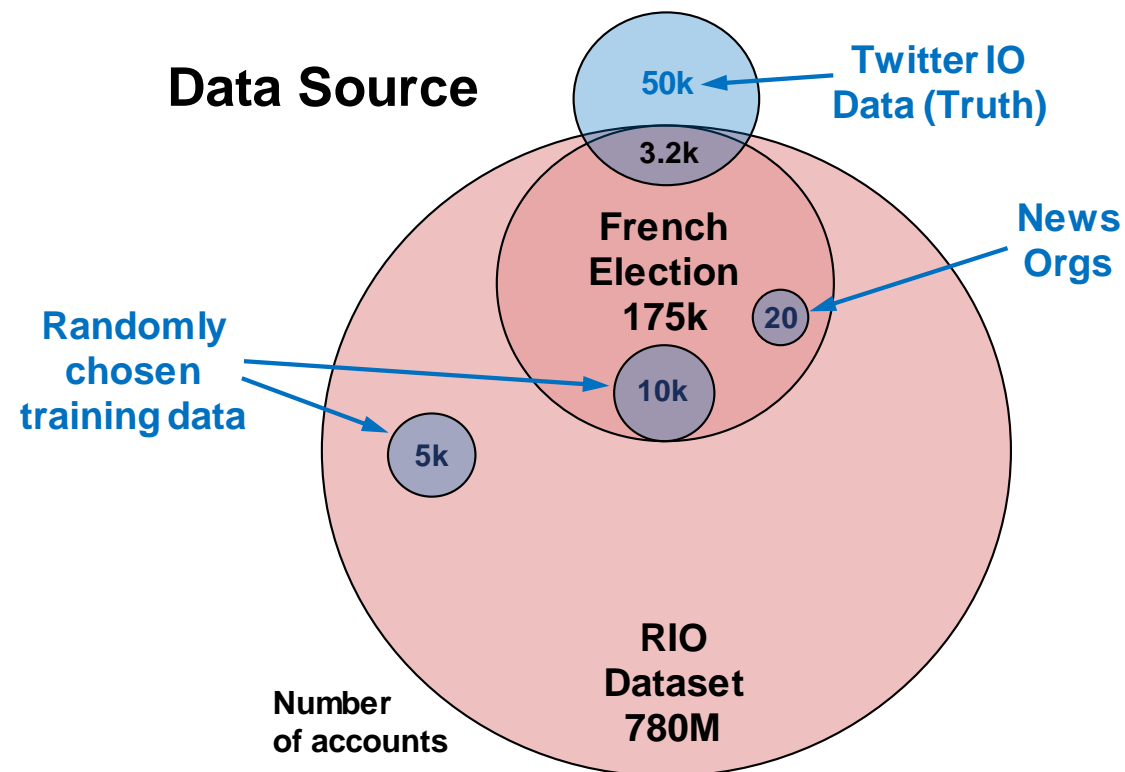 Data Source
50k
Twitter IO
Data (Truth)
3.2k
French
Election
175k
News
Orgs
20
Randomly
chosen
training data
10k
5k
RIO
Dataset
780M
Number
of accounts